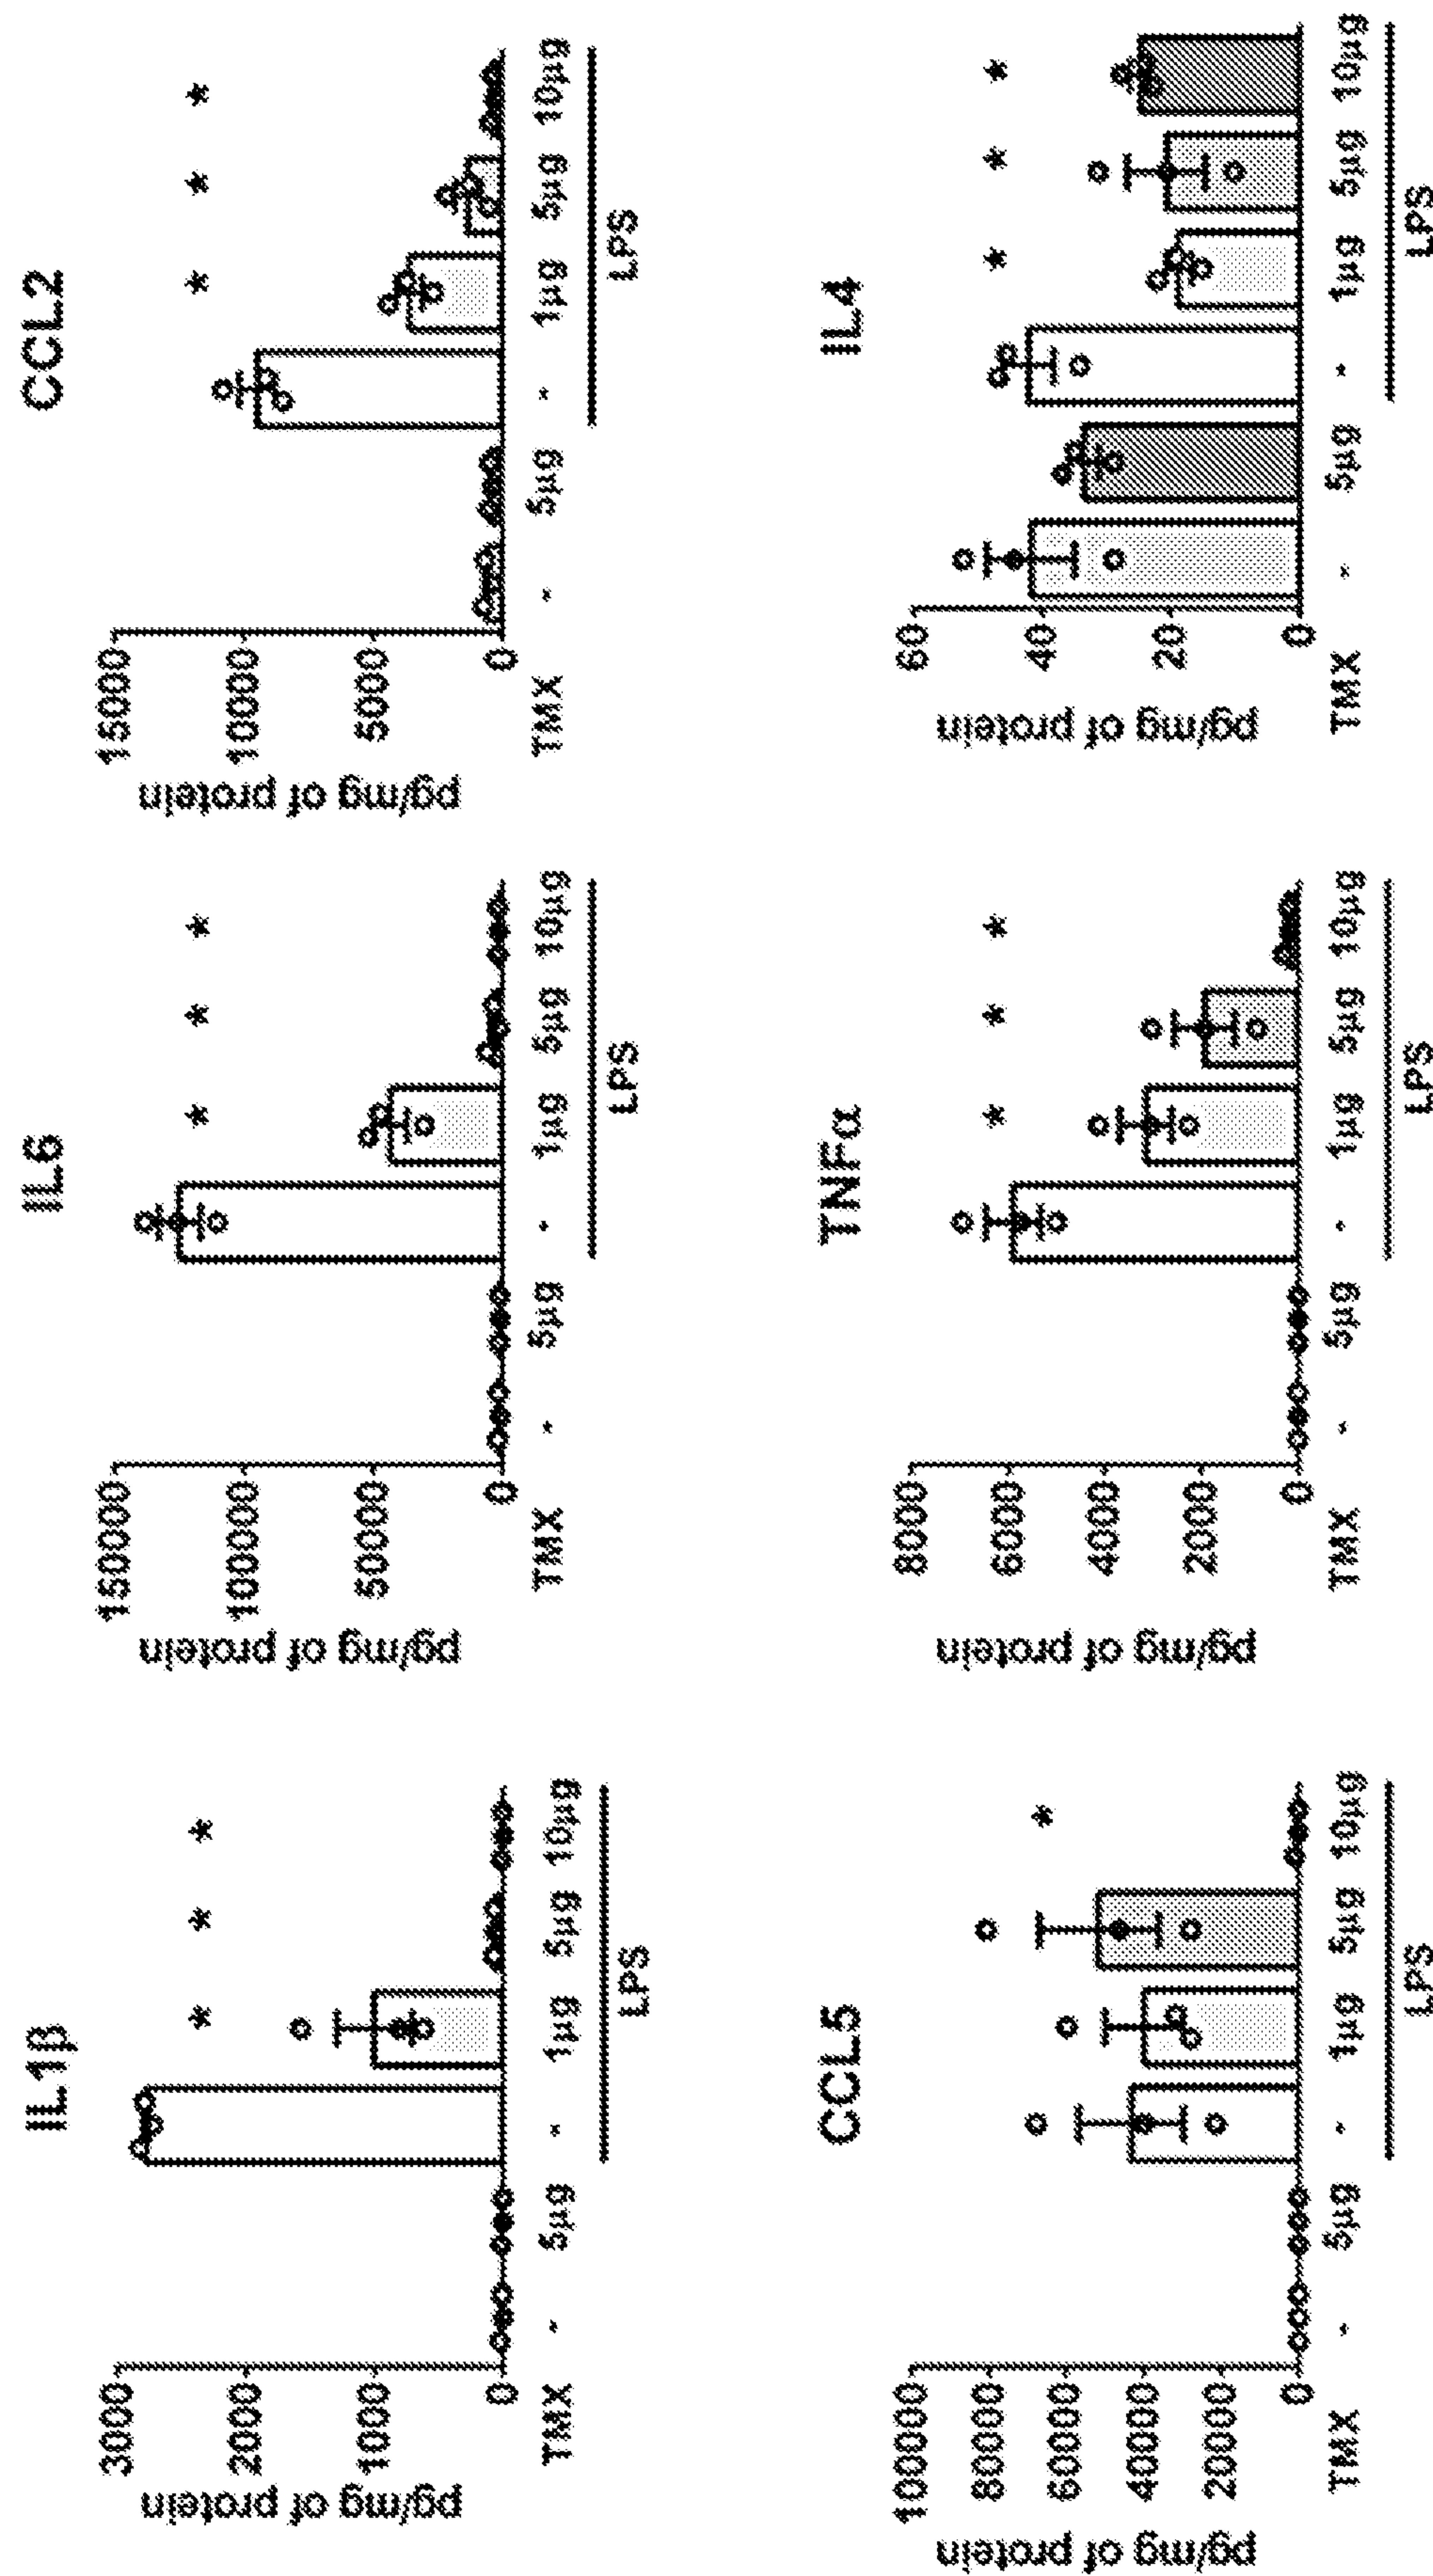 IL1β
pg/mg of protein
3000
2000
1000
0
* * *
TMX - 5µg - 1µg 5µg 10µg
LPS
IL6
pg/mg of protein
150000
100000
50000
0
* * *
TMX - 5µg - 1µg 5µg 10µg
LPS
CCL2
pg/mg of protein
15000
10000
5000
0
* * *
TMX - 5µg - 1µg 5µg 10µg
LPS
CCL5
pg/mg of protein
100000
80000
60000
40000
20000
0
*
TMX - 5µg - 1µg 5µg 10µg
LPS
TNFα
pg/mg of protein
8000
6000
4000
2000
0
* * *
TMX - 5µg - 1µg 5µg 10µg
LPS
IL4
pg/mg of protein
60
40
20
0
* * *
TMX - 5µg - 1µg 5µg 10µg
LPS